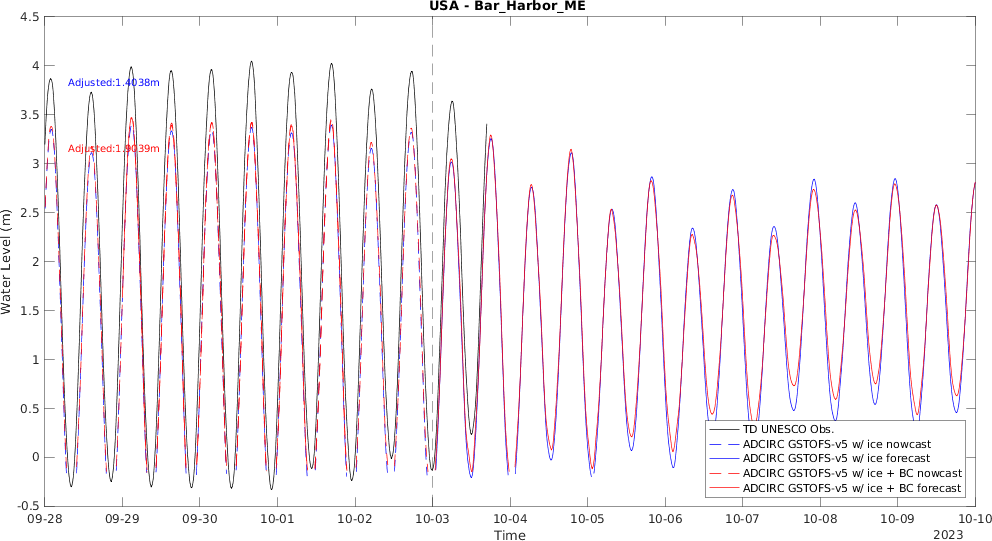 USA - Bar_Harbor_ME
4.5
4
3.5
3
2.5
2
1.5
1
0.5
0
-0.5
Water Level (m)
Adjusted:1.4038m
Adjusted:1.9039m
TD UNESCO Obs.
ADCIRC GSTOFS-v5 w/ ice nowcast
ADCIRC GSTOFS-v5 w/ ice forecast
ADCIRC GSTOFS-v5 w/ ice + BC nowcast
ADCIRC GSTOFS-v5 w/ ice + BC forecast
09-28 09-29 09-30 10-01 10-02 10-03 10-04 10-05 10-06 10-07 10-08 10-09 10-10
Time
2023